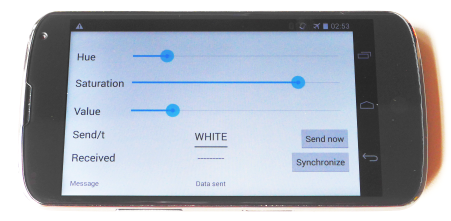 02:53
Hue
Saturation
Value
Send/t WHITE Send now
Received --------- Synchronize
Message Data sent